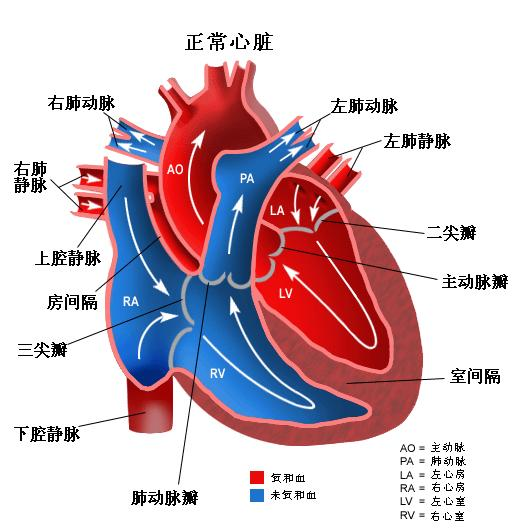 正常心脏
右肺动脉
左肺动脉
左肺静脉
右肺
静脉
AO
PA
LA
二尖瓣
上腔静脉
主动脉瓣
房间隔
RA
LV
三尖瓣
RV
室间隔
下腔静脉
肺动脉瓣
复和血
未复和血
AO = 主动脉
PA = 肺动脉
LA = 左心房
RA = 右心房
LV = 左心室
RV = 右心室